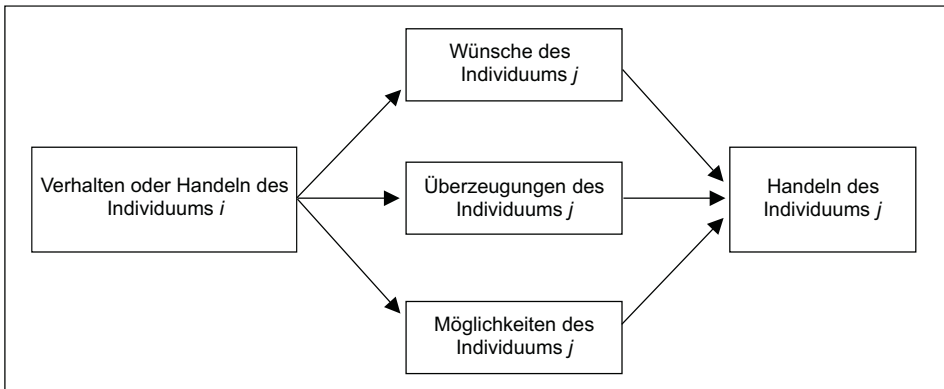 Wünsche des
Individuums j
Verhalten oder Handeln des
Individuums i
Überzeugungen des
Individuums j
Handeln des
Individuums j
Möglichkeiten des
Individuums j